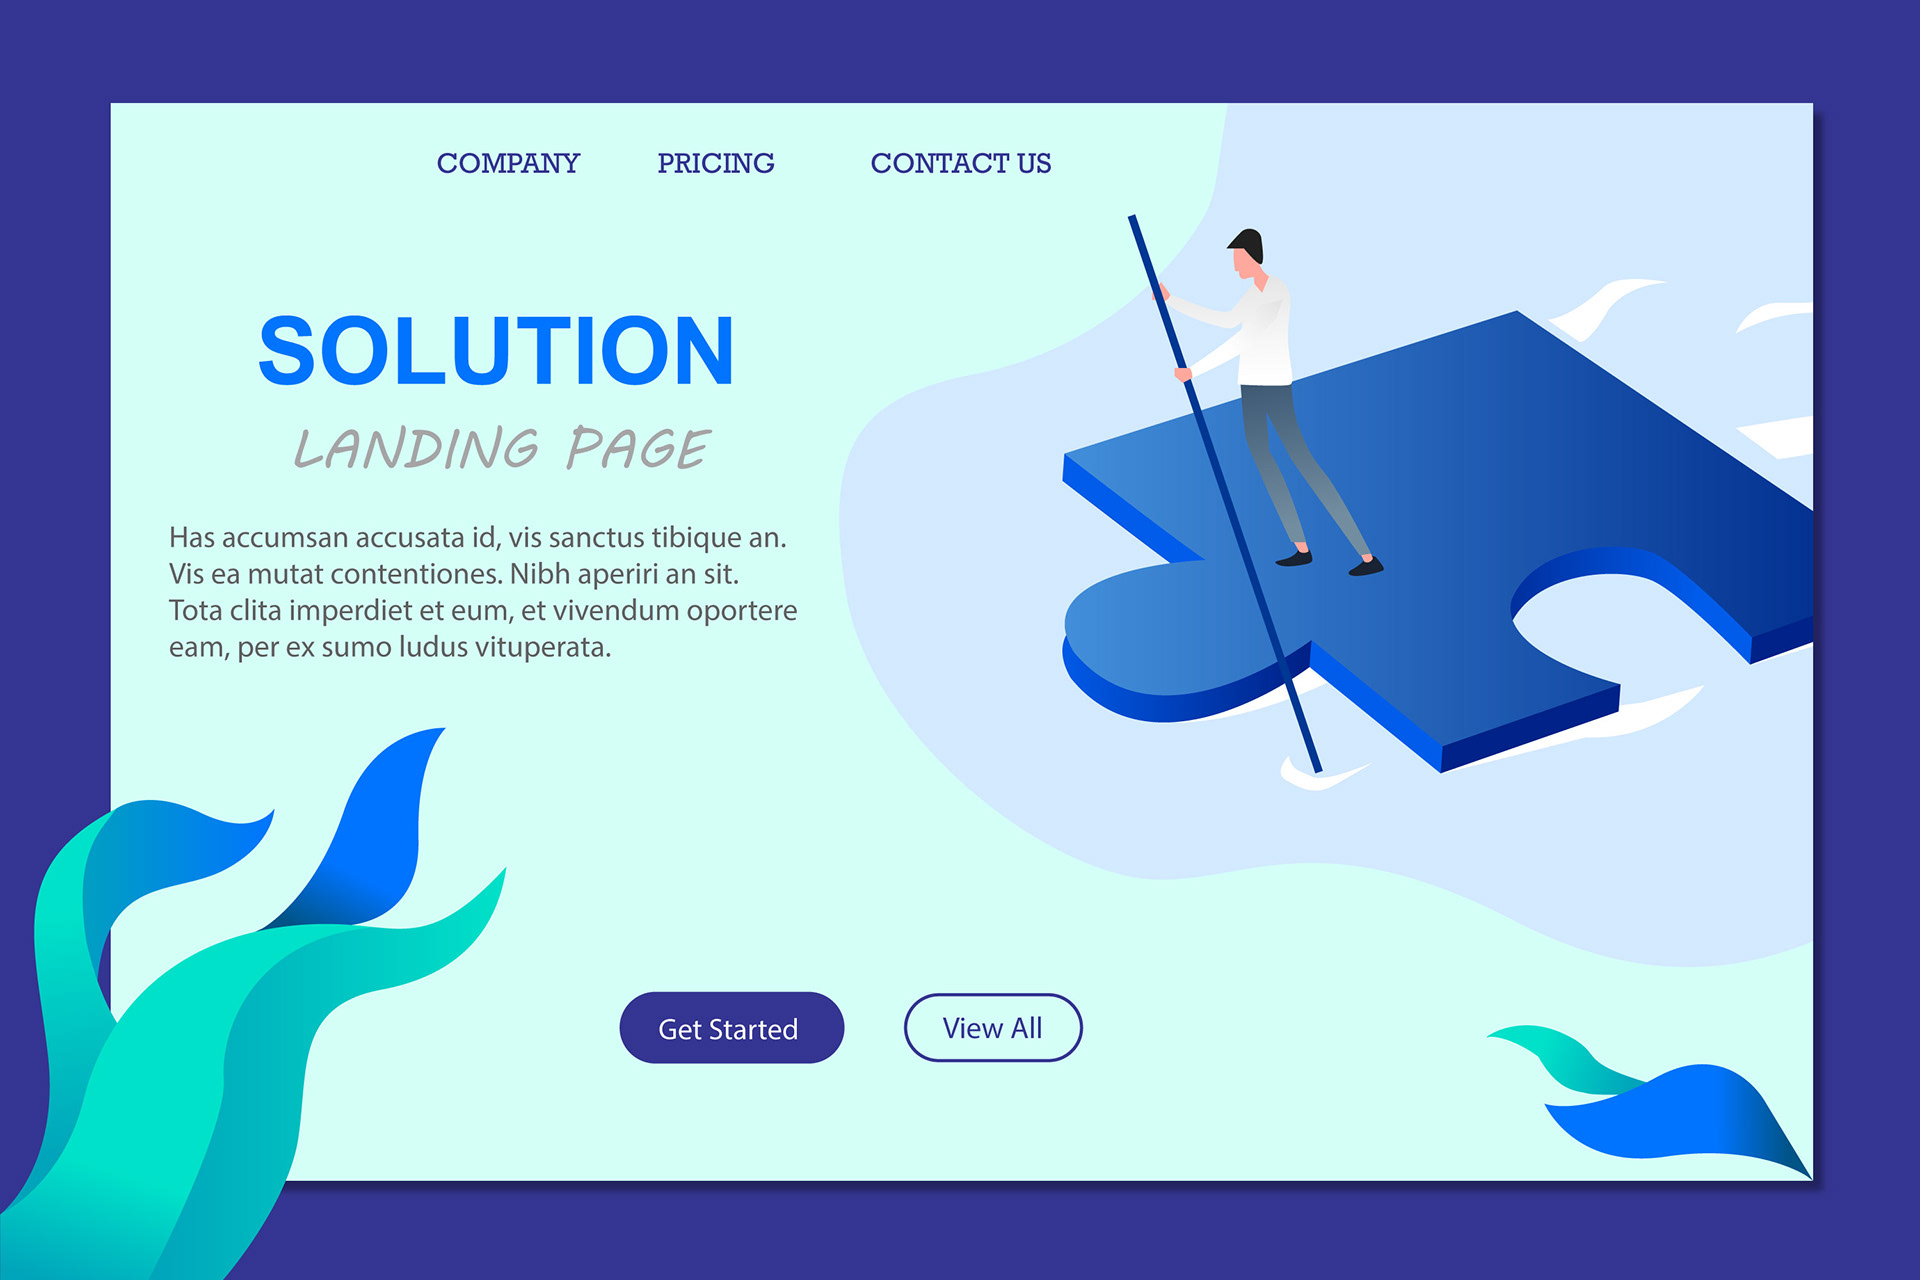 COMPANY PRICING CONTACT US
SOLUTION
LANDING PAGE
Has accumsan accusata id, vis sanctus tibique an.
Vis ea mutat contentiones. Nibh aperiri an sit.
Tota clita imperdiet et eum, et vivendum oportere
eam, per ex sumo ludus vituperata.
Get Started View All